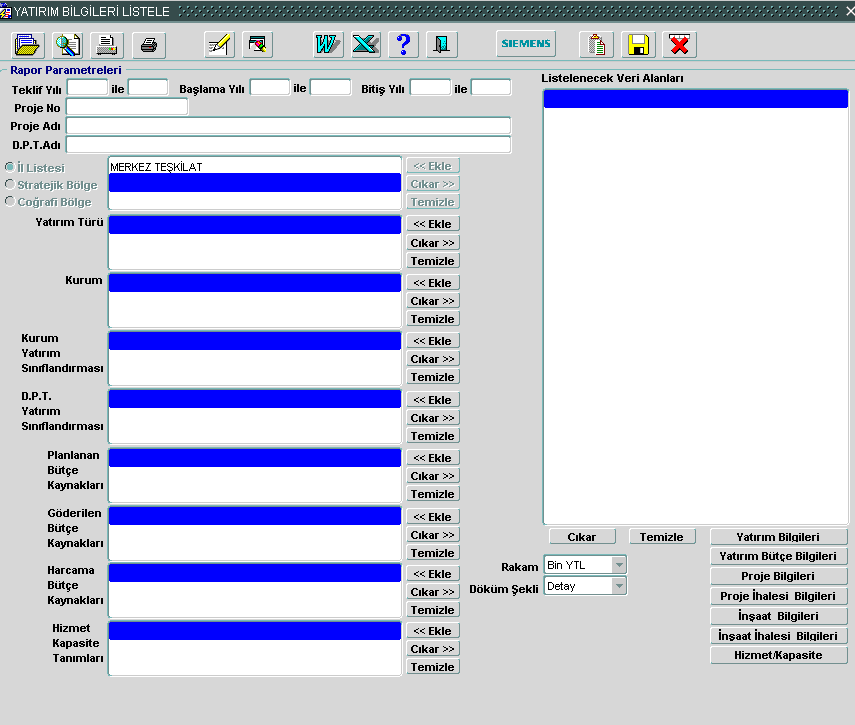 YATIRIM BİLGİLERİ LİSTELE
W X ? SIEMENS
Rapor Parametreleri
Teklif Yılı ile Başlama Yılı ile Bitiş Yılı ile
Proje No
Proje Adı
D.P.T.Adı
İl Listesi
Stratejik Bölge
Coğrafi Bölge
MERKEZ TEŞKİLAT
<< Ekle
Cıkar >>
Temizle
Yatırım Türü
<< Ekle
Cıkar >>
Temizle
Kurum
<< Ekle
Cıkar >>
Temizle
Kurum
Yatırım
Sınıflandırması
<< Ekle
Cıkar >>
Temizle
D.P.T.
Yatırım
Sınıflandırması
<< Ekle
Cıkar >>
Temizle
Planlanan
Bütçe
Kaynakları
<< Ekle
Cıkar >>
Temizle
Göderilen
Bütçe
Kaynakları
<< Ekle
Cıkar >>
Temizle
Harcama
Bütçe
Kaynakları
<< Ekle
Cıkar >>
Temizle
Hizmet
Kapasite
Tanımları
<< Ekle
Cıkar >>
Temizle
Listelenecek Veri Alanları
Cıkar Temizle
Rakam Bin YTL
Döküm Şekli Detay
Yatırım Bilgileri
Yatırım Bütçe Bilgileri
Proje Bilgileri
Proje İhalesi Bilgileri
İnşaat Bilgileri
İnşaat İhalesi Bilgileri
Hizmet/Kapasite